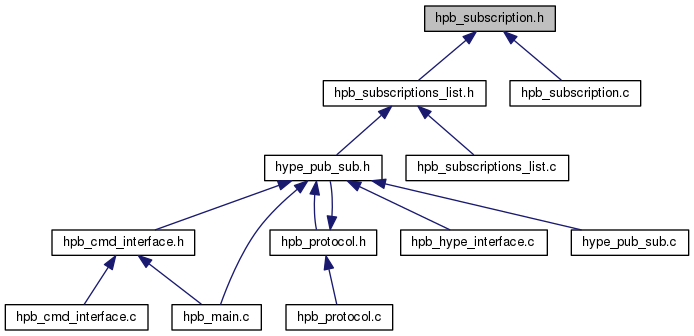 hpb_subscription.h
hpb_subscriptions_list.h
hpb_subscription.c
hype_pub_sub.h
hpb_subscriptions_list.c
hpb_cmd_interface.h
hpb_protocol.h
hpb_hype_interface.c
hype_pub_sub.c
hpb_cmd_interface.c
hpb_main.c
hpb_protocol.c